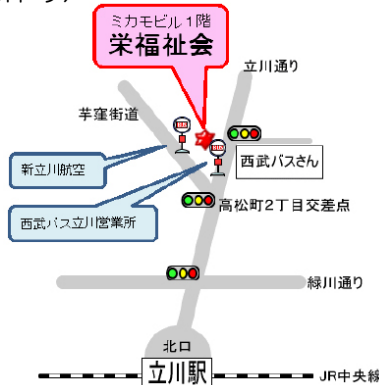 ミカモビル1階
栄福祉会
立川通り
芋窪街道
新立川航空
西武バスさん
西武バス立川営業所
高松町2丁目交差点
緑川通り
北口
立川駅
JR中央線